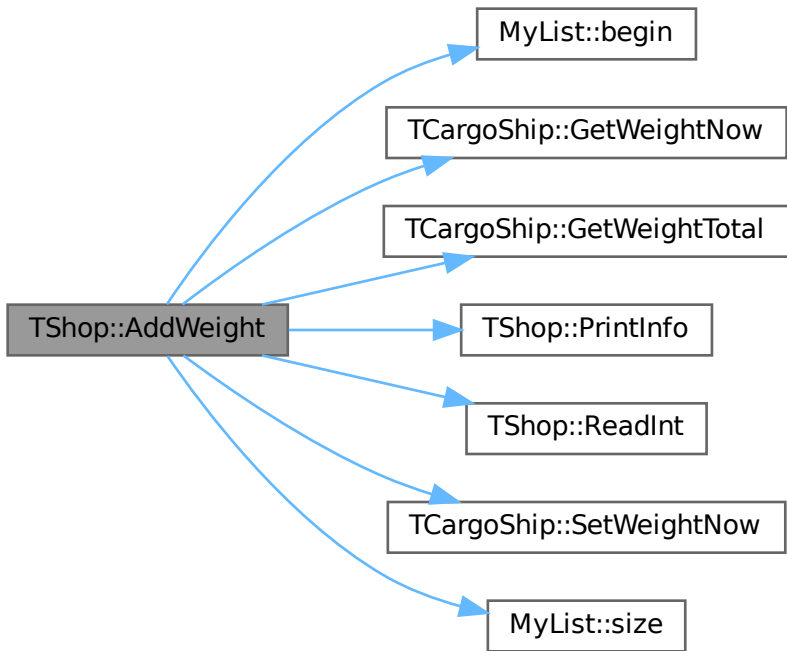 TShop::AddWeight
MyList::begin
TCargoShip::GetWeightNow
TCargoShip::GetWeightTotal
TShop::PrintInfo
TShop::ReadInt
TCargoShip::SetWeightNow
MyList::size